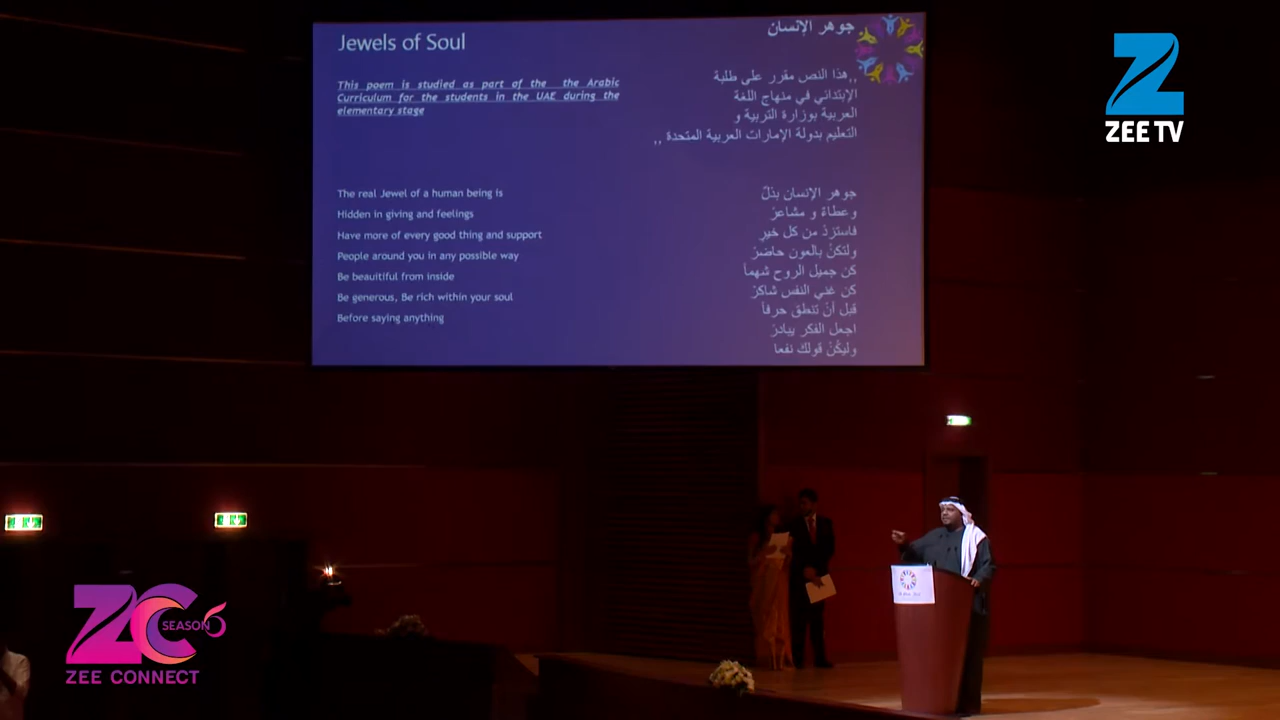 Jewels of Soul
This poem is studied as part of the the Arabic
Curriculum for the students in the UAE during the
elementary stage
The real Jewel of a human being is
Hidden in giving and feelings
Have more of every good thing and support
People around you in any possible way
Be beauitiful from inside
Be generous, Be rich within your soul
Before saying anything
جوهر الإنسان
,,هذا النص مقرر على طلبة
الإبتدائي في منهاج اللغة
العربية بوزارة التربية و
التعليم بدولة الإمارات العربية المتحدة ,,
جوهر الإنسان بذلٌ
وعطاءٌ و مشاعرْ
فاستزدْ من كل خيرٍ
ولتكنْ بالعون حاضرْ
كن جميل الروح شهماً
كن غني النفس شاكرْ
قبل أنْ تنطق حرفاً
اجعل الفكر يبادرْ
وليكُنْ قولك نفعا
ZEE TV
ZC SEASON 6
ZEE CONNECT